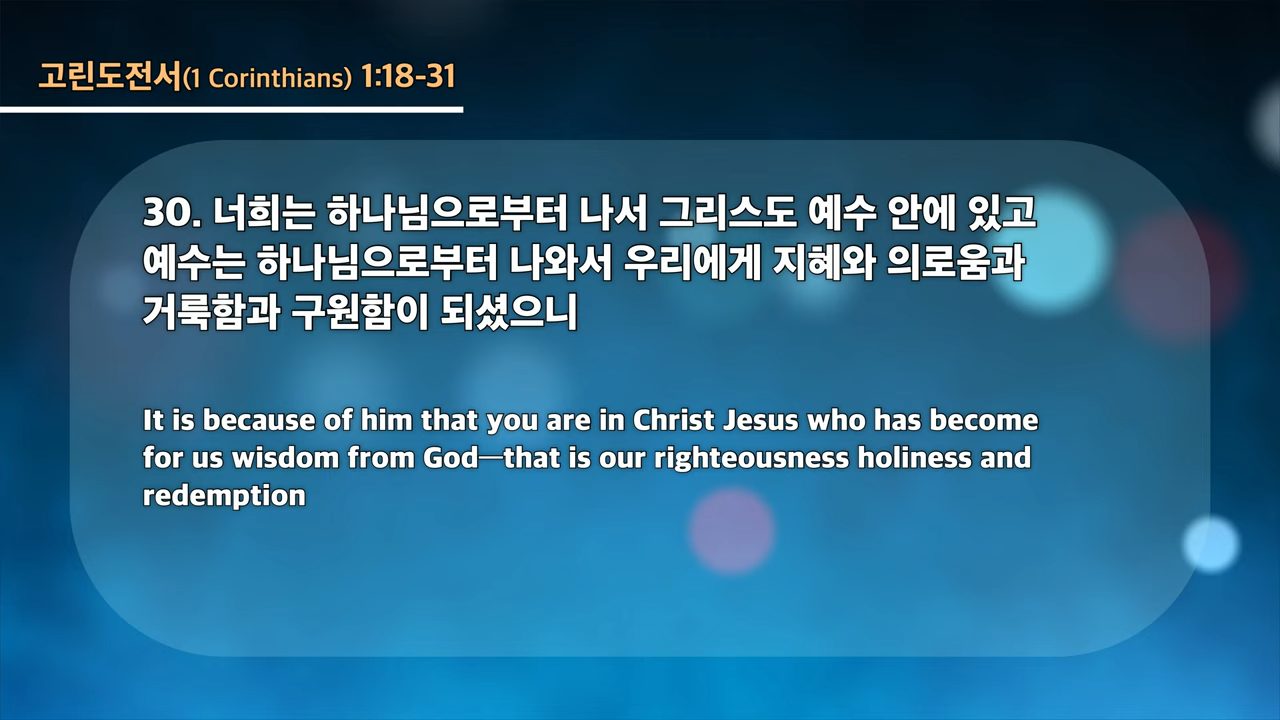 고린도전서(1 Corinthians) 1:18-31
30. 너희는 하나님으로부터 나서 그리스도 예수 안에 있고
예수는 하나님으로부터 나와서 우리에게 지혜와 의로움과
거룩함과 구원함이 되셨으니
It is because of him that you are in Christ Jesus who has become
for us wisdom from God—that is our righteousness holiness and
redemption